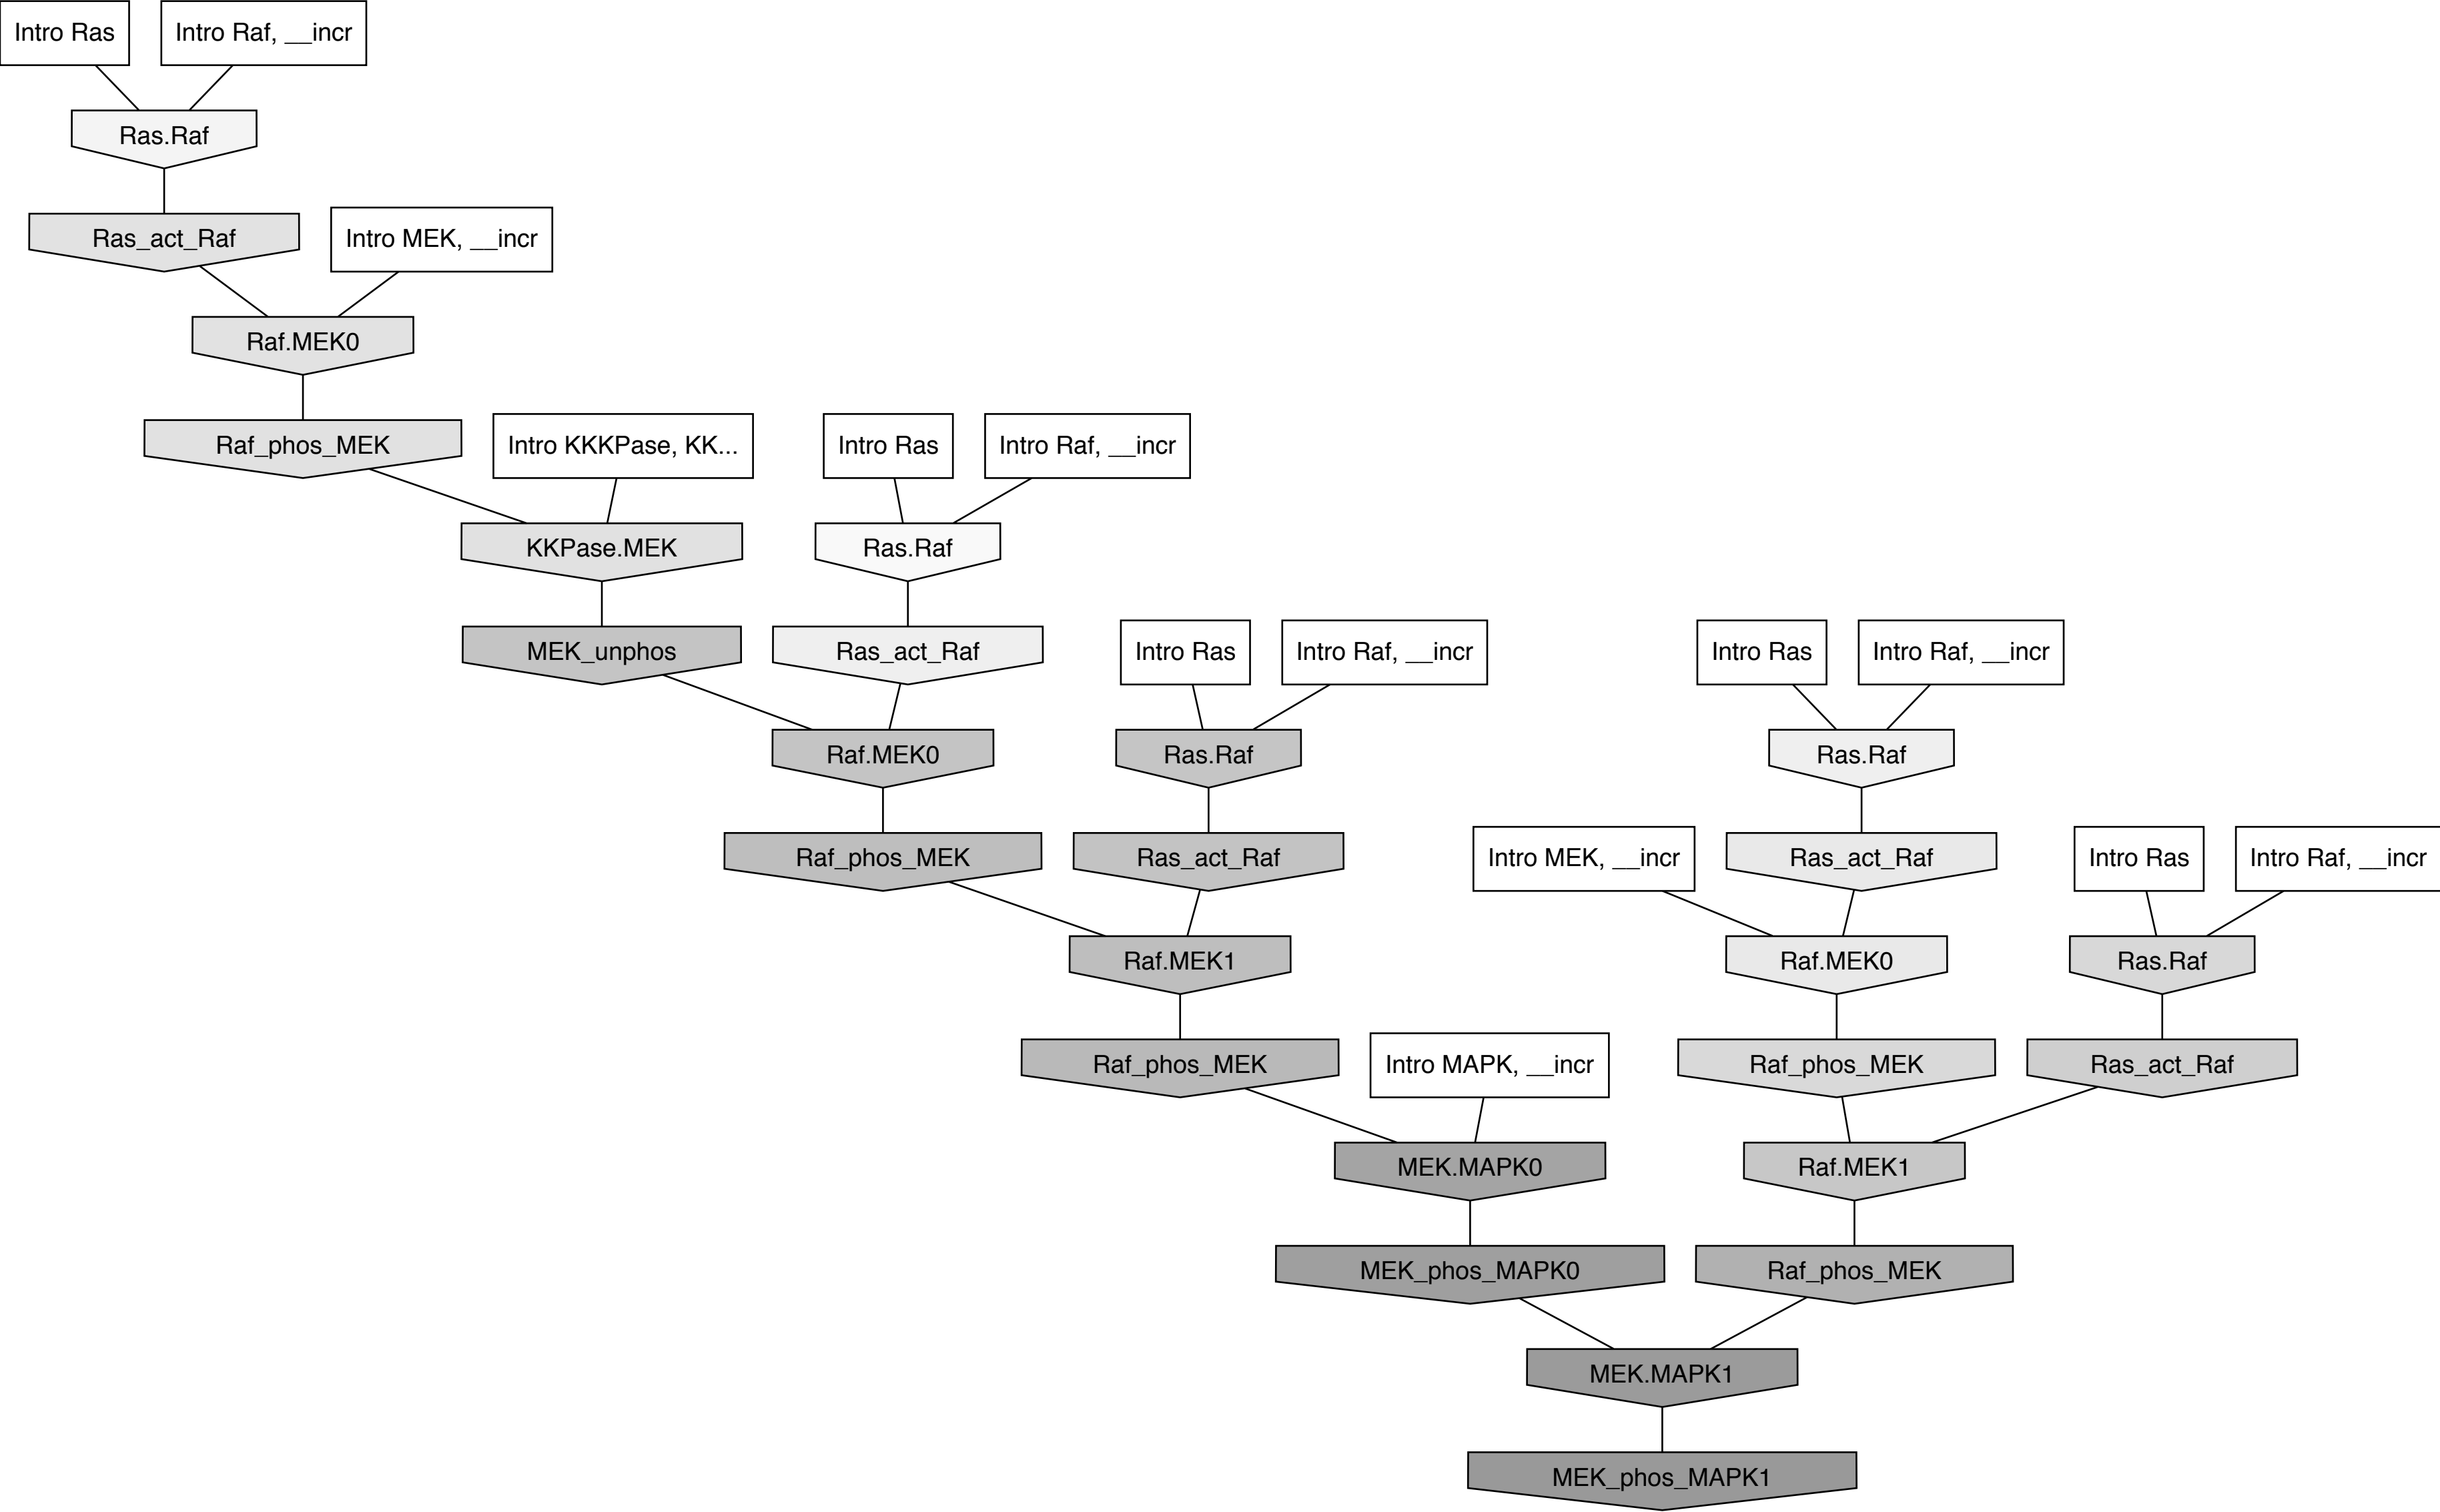 Intro Ras
Intro Raf, __incr
Ras.Raf
Ras_act_Raf
Intro MEK, __incr
Raf.MEK0
Raf_phos_MEK
Intro KKKPase, KK...
Intro Ras
Intro Raf, __incr
KKPase.MEK
Ras.Raf
MEK_unphos
Ras_act_Raf
Intro Ras
Intro Raf, __incr
Intro Ras
Intro Raf, __incr
Raf.MEK0
Ras.Raf
Ras.Raf
Raf_phos_MEK
Ras_act_Raf
Intro MEK, __incr
Ras_act_Raf
Intro Ras
Intro Raf, __incr
Raf.MEK1
Raf.MEK0
Ras.Raf
Raf_phos_MEK
Intro MAPK, __incr
Raf_phos_MEK
Ras_act_Raf
MEK.MAPK0
Raf.MEK1
MEK_phos_MAPK0
Raf_phos_MEK
MEK.MAPK1
MEK_phos_MAPK1